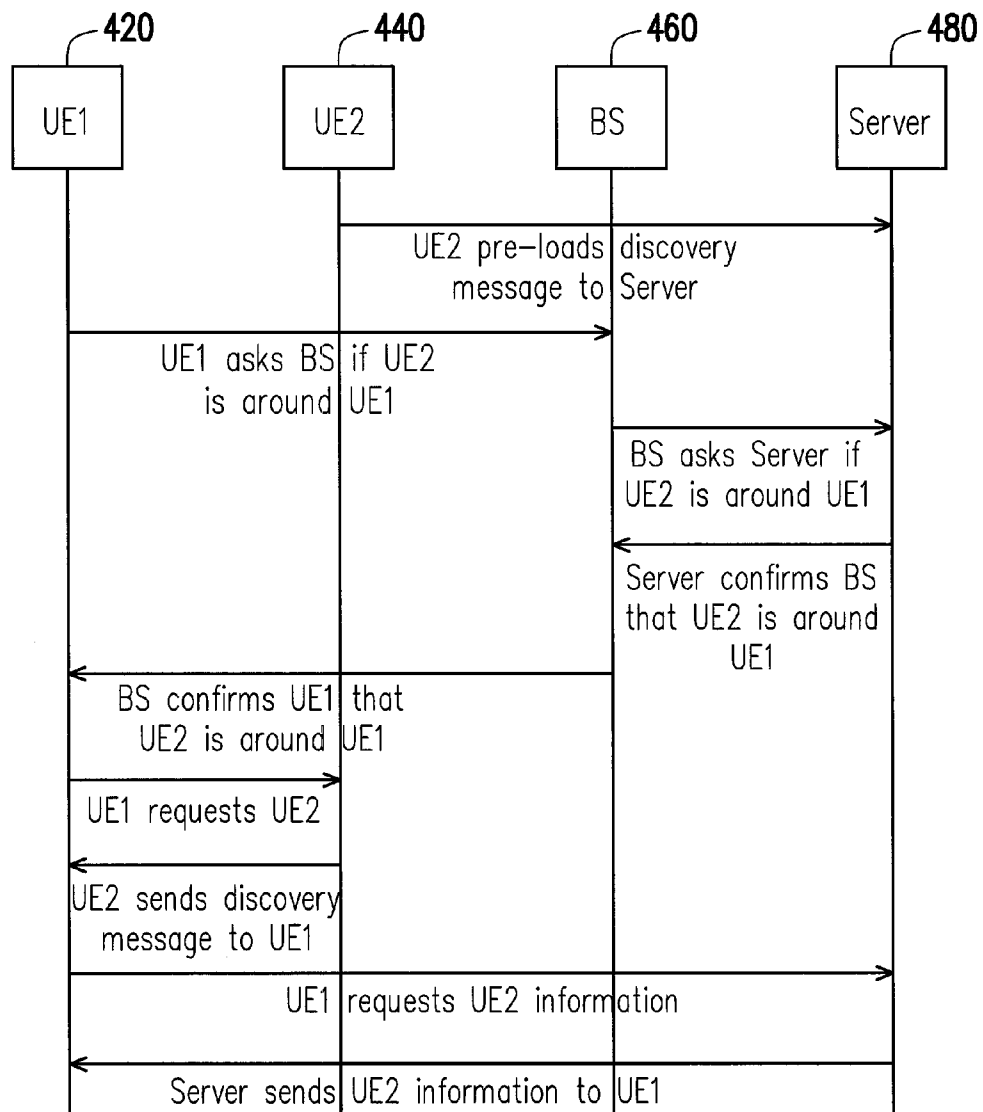 420
440
460
480
UE1
UE2
BS
Server
UE2 pre-loads discovery
message to Server
UE1 asks BS if UE2
is around UE1
BS asks Server if
UE2 is around UE1
Server confirms BS
that UE2 is around
UE1
BS confirms UE1 that
UE2 is around UE1
UE1 requests UE2
UE2 sends discovery
message to UE1
UE1 requests UE2 information
Server sends UE2 information to UE1